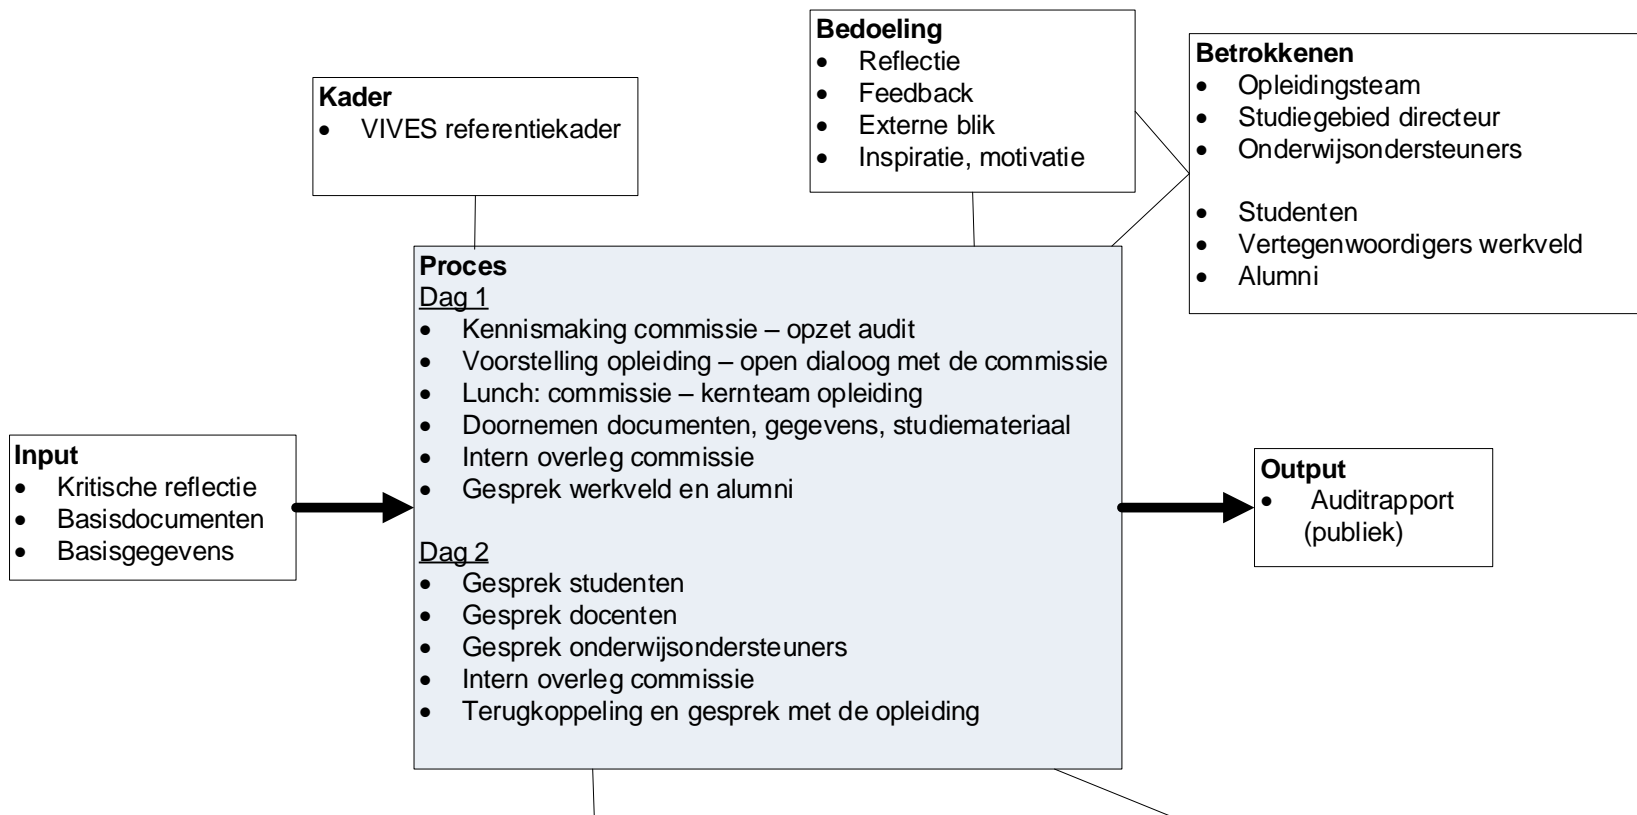 Bedoeling
• Reflectie
• Feedback
• Externe blik
• Inspiratie, motivatie
Betrokkenen
• Opleidingsteam
• Studiegebied directeur
• Onderwijsondersteuners
• Studenten
• Vertegenwoordigers werkveld
• Alumni
Kader
• VIVES referentiekader
Proces
Dag 1
• Kennismaking commissie – opzet audit
• Voorstelling opleiding – open dialoog met de commissie
• Lunch: commissie – kernteam opleiding
• Doornemen documenten, gegevens, studiemateriaal
• Intern overleg commissie
• Gesprek werkveld en alumni
Dag 2
• Gesprek studenten
• Gesprek docenten
• Gesprek onderwijsondersteuners
• Intern overleg commissie
• Terugkoppeling en gesprek met de opleiding
Input
• Kritische reflectie
• Basisdocumenten
• Basisgegevens
Output
• Auditrapport
(publiek)